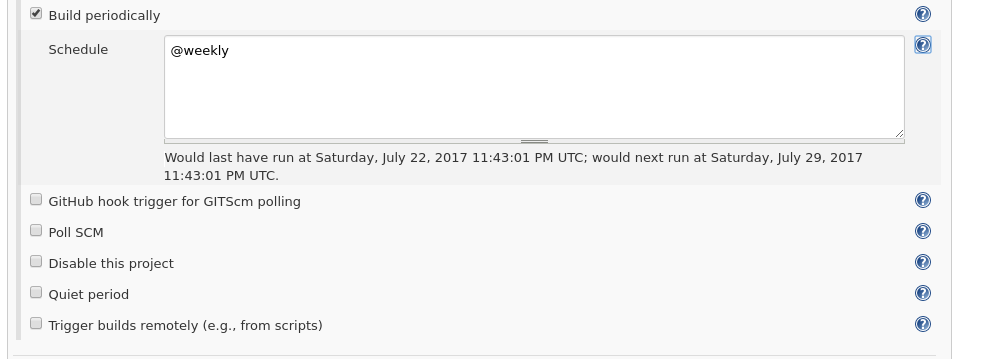 Build periodically
Schedule
@weekly
Would last have run at Saturday, July 22, 2017 11:43:01 PM UTC; would next run at Saturday, July 29, 2017
11:43:01 PM UTC.
GitHub hook trigger for GITScm polling
Poll SCM
Disable this project
Quiet period
Trigger builds remotely (e.g., from scripts)